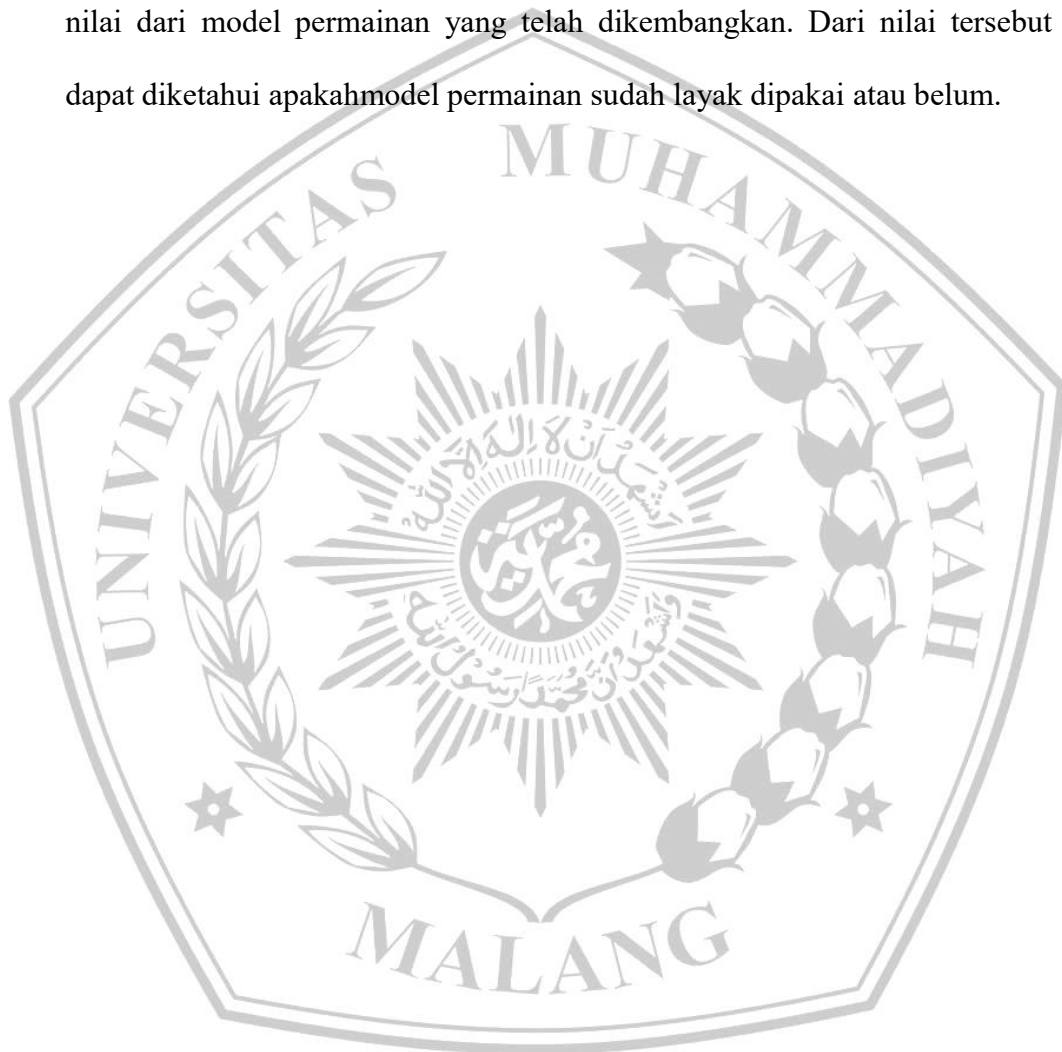 nilai dari model permainan yang telah dikembangkan. Dari nilai tersebut
dapat diketahui apakahmodel permainan sudah layak dipakai atau belum.
UNIVERSITAS MUHAMMADIYAH
MALANG